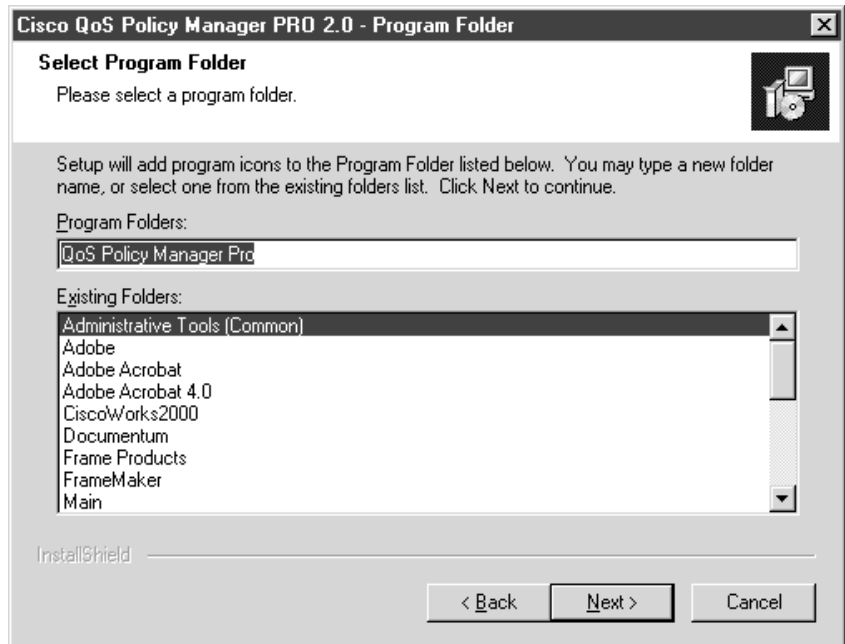 Cisco QoS Policy Manager PRO 2.0 - Program Folder
Select Program Folder
Please select a program folder.
Setup will add program icons to the Program Folder listed below. You may type a new folder
name, or select one from the existing folders list. Click Next to continue.
Program Folders:
QoS Policy Manager Pro
Existing Folders:
Administrative Tools (Common)
Adobe
Adobe Acrobat
Adobe Acrobat 4.0
CiscoWorks2000
Documentum
Frame Products
FrameMaker
Main
InstallShield
< Back Next > Cancel